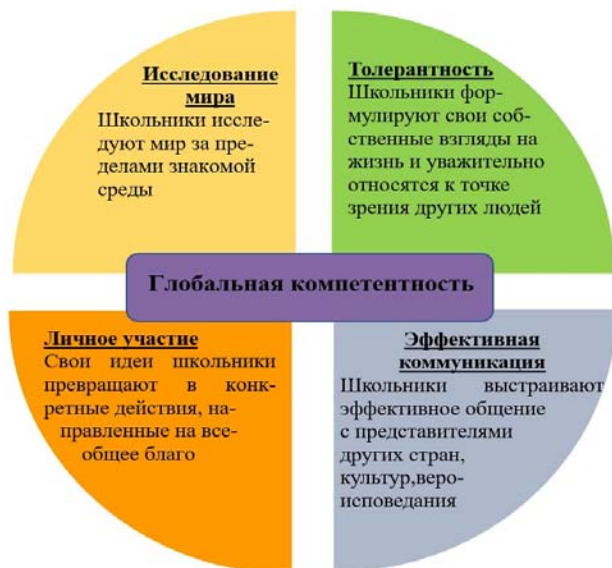 Исследование
мира
Школьники иссле-
дуют мир за пре-
делами знакомой
среды
Толерантность
Школьники фор-
мулируют свои соб-
ственные взгляды на
жизнь и уважительно
относятся к точке
зрения других людей
Глобальная компетентность
Личное участие
Свои идеи школьники
превращают в конк-
ретные действия, на-
правленные на все-
общее благо
Эффективная
коммуникация
Школьники выстраивают
эффективное общение
с представителями
других стран,
культур,веро-
исповедания